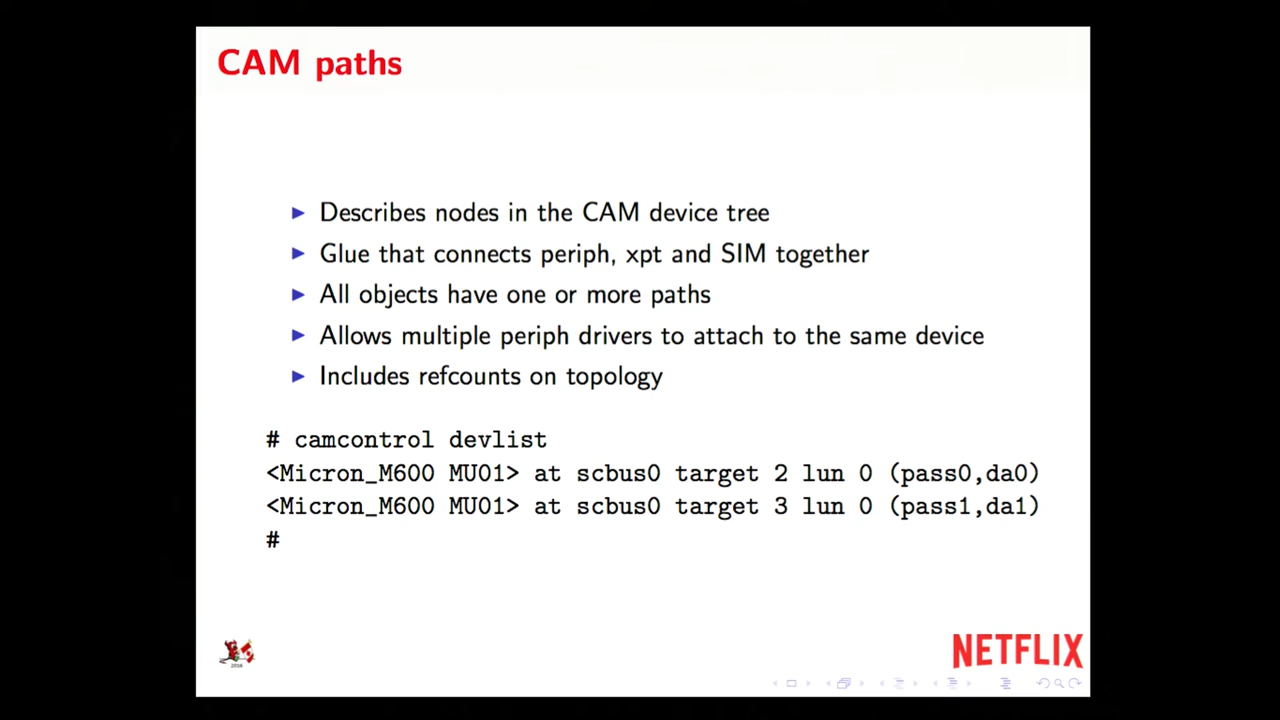 CAM paths
Describes nodes in the CAM device tree
Glue that connects periph, xpt and SIM together
All objects have one or more paths
Allows multiple periph drivers to attach to the same device
Includes refcounts on topology
# camcontrol devlist
<Micron_M600 MU01> at scbus0 target 2 lun 0 (pass0,da0)
<Micron_M600 MU01> at scbus0 target 3 lun 0 (pass1,da1)
#
2016
NETFLIX